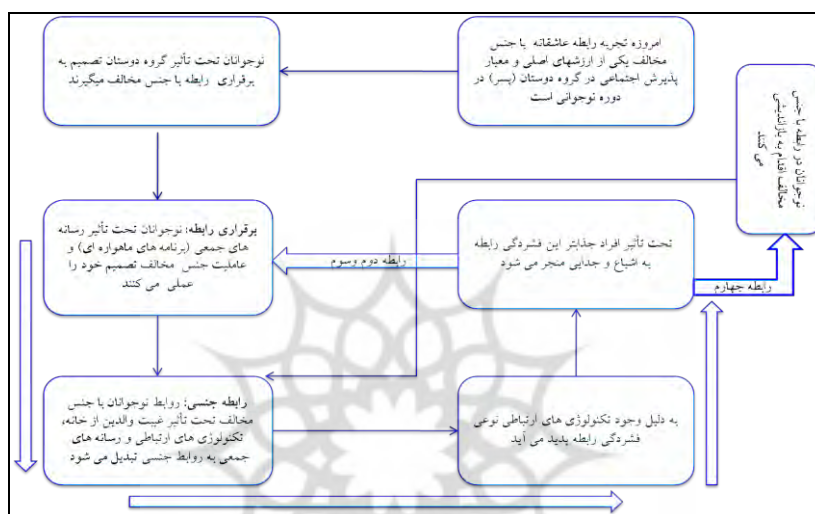 امروزه تجربه رابطه عاشقانه با جنس
مخالف یکی از ارزشهای اصلی و معیار
پذیرش اجتماعی در گروه دوستان (پسر) در
دوره نوجوانی است
نوجوانان تحت تأثیر گروه دوستان تصمیم به
برقراری رابطه با جنس مخالف میگیرند
نوجوانان در رابطه با جنس
مخالف اقدام به بازاندیشی
می کنند
برقراری رابطه: نوجوانان تحت تأثیر رسانه
های جمعی (برنامه های ماهواره ای) و
عاملیت جنس مخالف تصمیم خود را
عملی می کنند
رابطه دوم وسوم
تحت تأثیر افراد جذابتر این فشردگی رابطه
به اشباع و جدایی منجر می شود
رابطه چهارم
رابطه جنسی: روابط نوجوانان با جنس
مخالف تحت تأثیر غیبت والدین از خانه،
تکنولوژی های ارتباطی و رسانه های
جمعی به روابط جنسی تبدیل می شود
به دلیل وجود تکنولوژی های ارتباطی نوعی
فشردگی رابطه پدید می آید